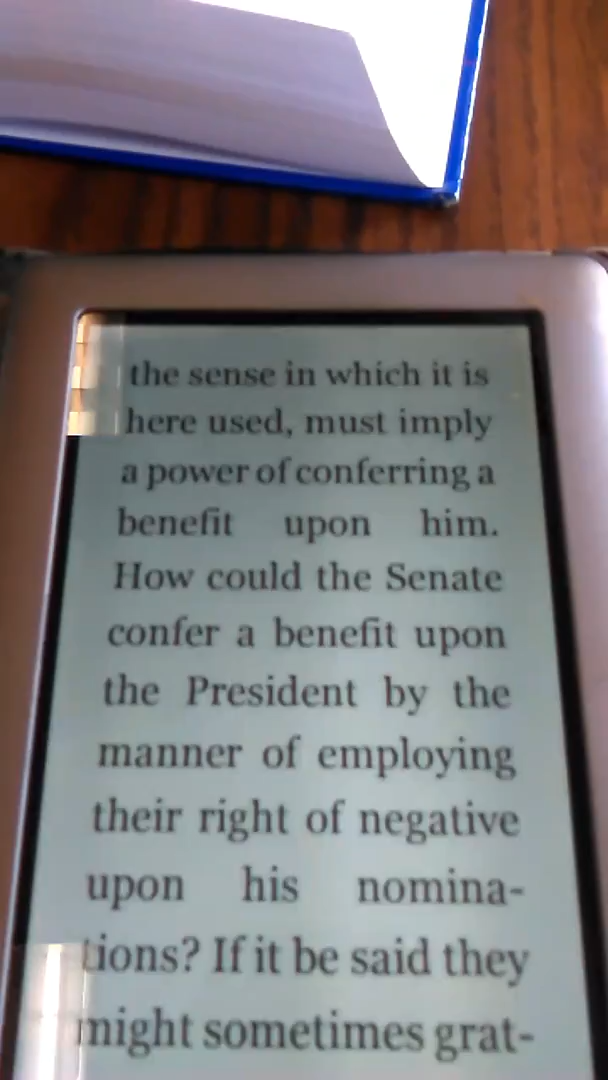 the sense in which it is
here used, must imply
a power of conferring a
benefit upon him.
How could the Senate
confer a benefit upon
the President by the
manner of employing
their right of negative
upon his nomina-
tions? If it be said they
might sometimes grat-